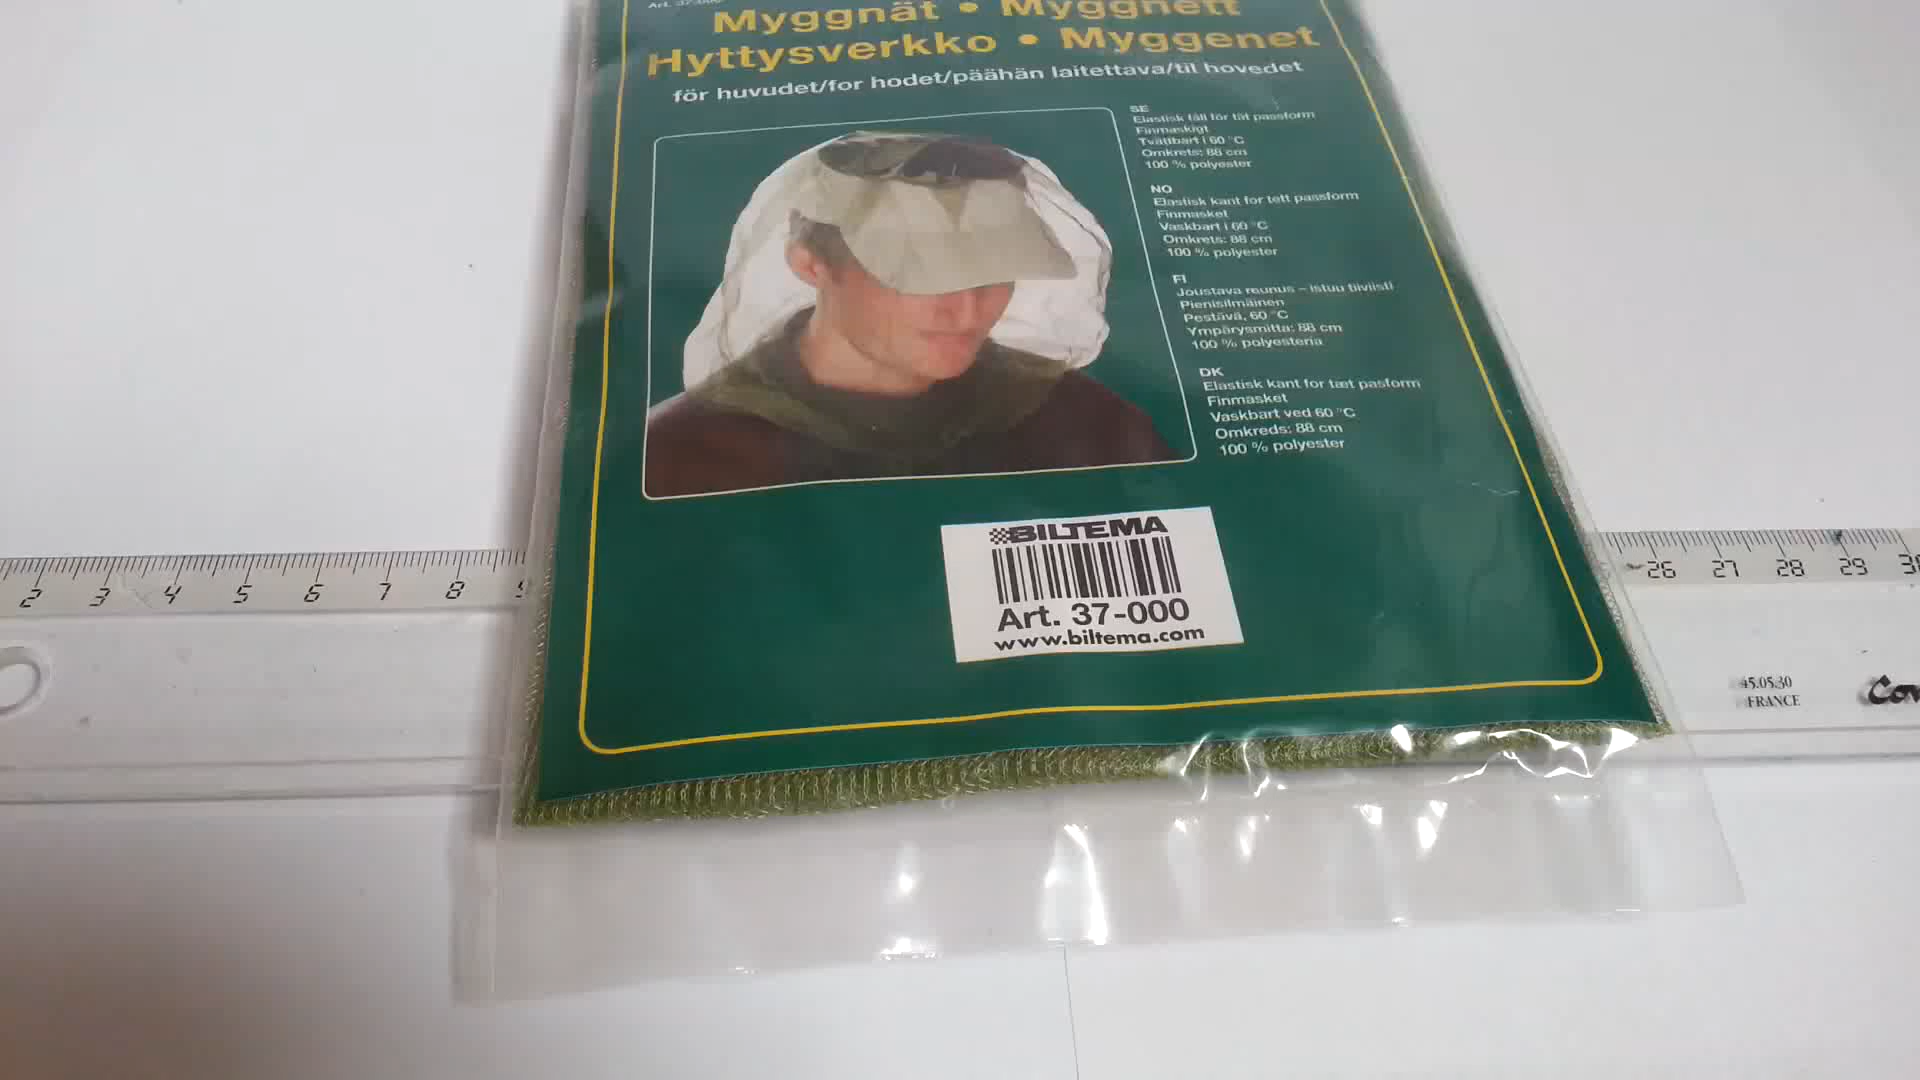 Myggnät • Myggnett
Hyttysverkko • Myggenet
för huvudet/for hodet/päähän laitettava/til hovedet
SE
Elastisk fåll för tät passform
Finmaskigt
Tvättbart i 60 °C
Omkrets: 88 cm
100 % polyester
NO
Elastisk kant for tett passform
Finmasket
Vaskbart i 60 °C
Omkrets: 88 cm
100 % polyester
FI
Joustava reunus – istuu tiiviisti
Pienisilmäinen
Pestävä, 60 °C
Ympärysmitta: 88 cm
100 % polyesteria
DK
Elastisk kant for tæt pasform
Finmasket
Vaskbart ved 60 °C
Omkreds: 88 cm
100 % polyester
BILTEMA
Art. 37-000
www.biltema.com
2 3 4 5 6 7 8
26 27 28 29
45.05.30
FRANCE